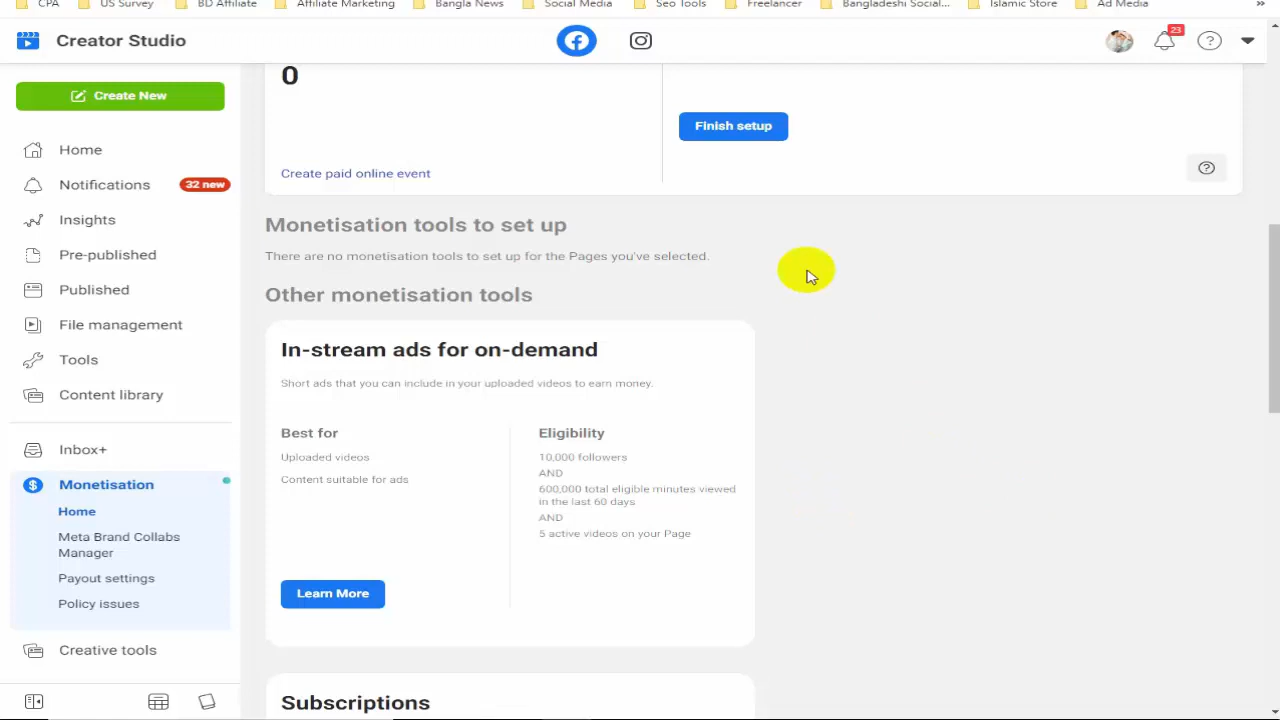 CPA US Survey BD Affiliate Affiliate Marketing Bangla News Social Media Seo Tools Freelancer Bangladeshi Social... Islamic Store Ad Media »
Creator Studio
23
Create New
0
Finish setup
Home
Create paid online event
Notifications 32 new
Insights
Monetisation tools to set up
Pre-published
There are no monetisation tools to set up for the Pages you've selected.
Published
Other monetisation tools
File management
In-stream ads for on-demand
Tools
Short ads that you can include in your uploaded videos to earn money.
Content library
Best for
Eligibility
Inbox+
Uploaded videos
10,000 followers
AND
Content suitable for ads
Monetisation
600,000 total eligible minutes viewed
in the last 60 days
Home
AND
Meta Brand Collabs
Manager
5 active videos on your Page
Payout settings
Learn More
Policy issues
Creative tools
Subscriptions